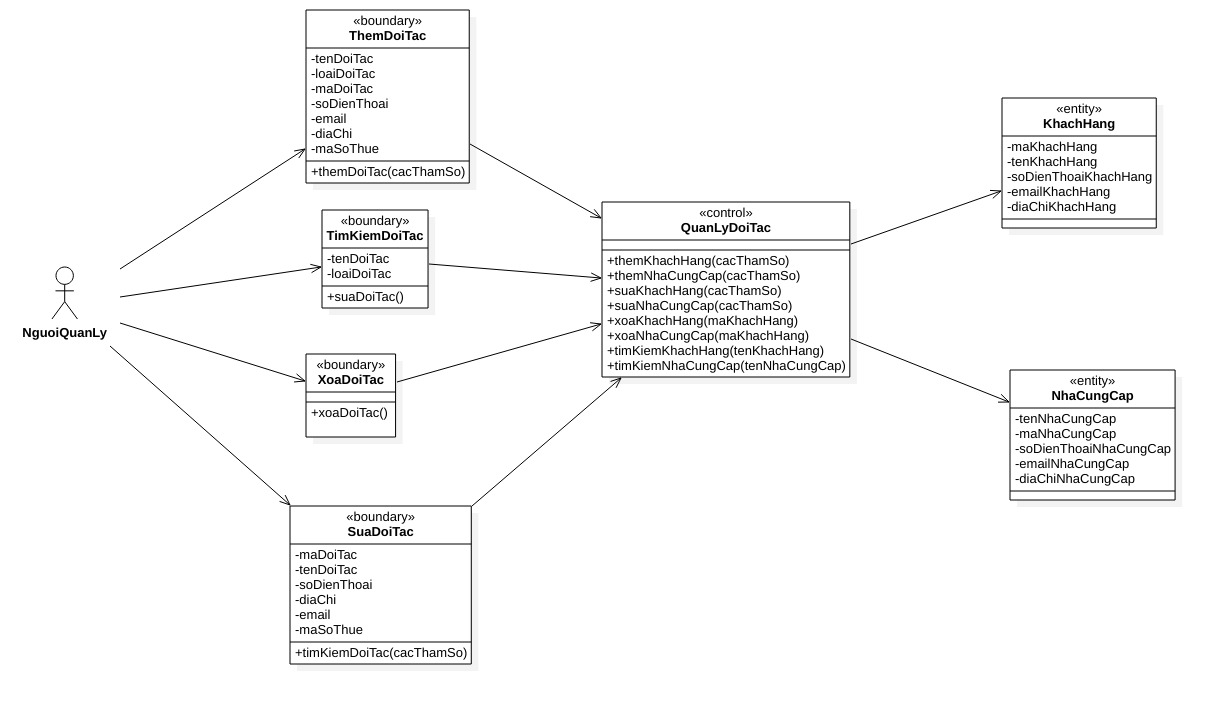 «boundary»
ThemDoiTac
-tenDoiTac
-loaiDoiTac
-maDoiTac
-soDienThoai
-email
-diaChi
-maSoThue
+themDoiTac(cacThamSo)
«boundary»
TimKiemDoiTac
-tenDoiTac
-loaiDoiTac
+suaDoiTac()
NguoiQuanLy
«boundary»
XoaDoiTac
+xoaDoiTac()
«boundary»
SuaDoiTac
-maDoiTac
-tenDoiTac
-soDienThoai
-diaChi
-email
-maSoThue
+timKiemDoiTac(cacThamSo)
«control»
QuanLyDoiTac
+themKhachHang(cacThamSo)
+themNhaCungCap(cacThamSo)
+suaKhachHang(cacThamSo)
+suaNhaCungCap(cacThamSo)
+xoaKhachHang(maKhachHang)
+xoaNhaCungCap(maKhachHang)
+timKiemKhachHang(tenKhachHang)
+timKiemNhaCungCap(tenNhaCungCap)
«entity»
KhachHang
-maKhachHang
-tenKhachHang
-soDienThoaiKhachHang
-emailKhachHang
-diaChiKhachHang
«entity»
NhaCungCap
-tenNhaCungCap
-maNhaCungCap
-soDienThoaiNhaCungCap
-emailNhaCungCap
-diaChiNhaCungCap